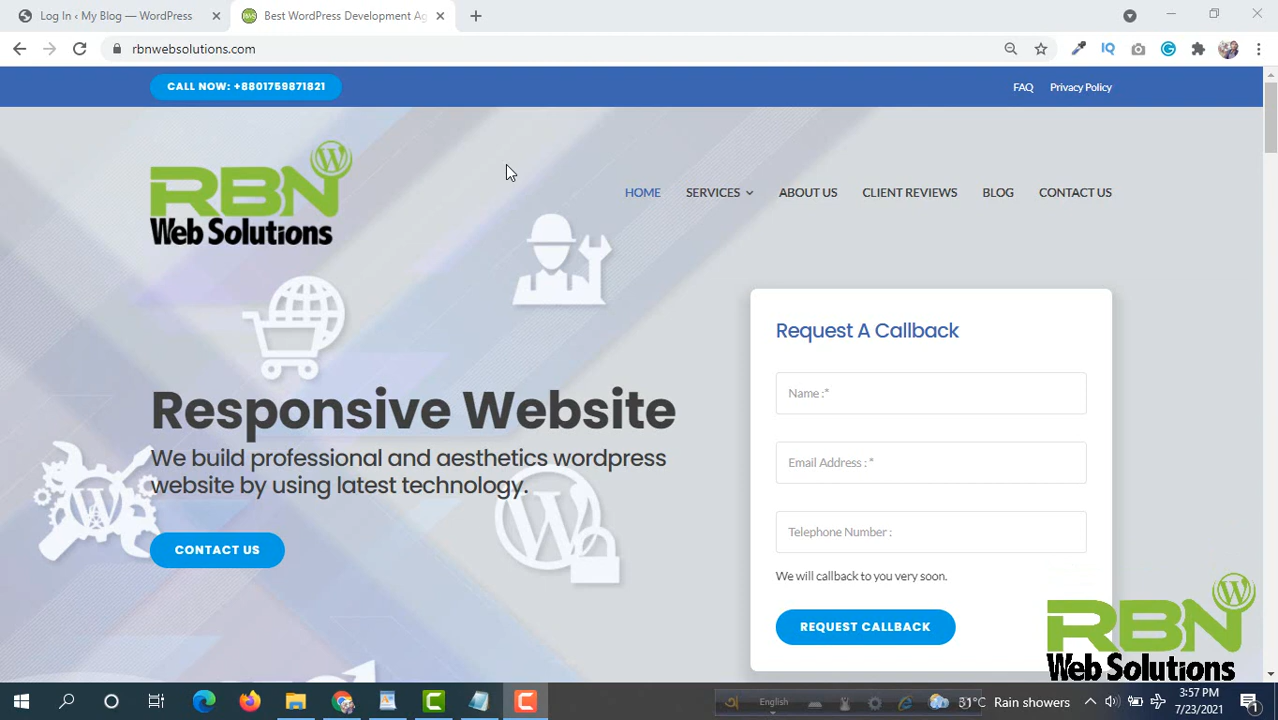 Log In ‹ My Blog — WordPress
Best WordPress Development Ag
rbnwebsolutions.com
IQ
CALL NOW: +8801759871821
FAQ
Privacy Policy
RBN
Web Solutions
HOME
SERVICES
ABOUT US
CLIENT REVIEWS
BLOG
CONTACT US
Responsive Website
We build professional and aesthetics wordpress
website by using latest technology.
CONTACT US
Request A Callback
Name :*
Email Address : *
Telephone Number :
We will callback to you very soon.
REQUEST CALLBACK
RBN
Web Solutions
অ
English
31°C Rain showers
3:57 PM
7/23/2021
1